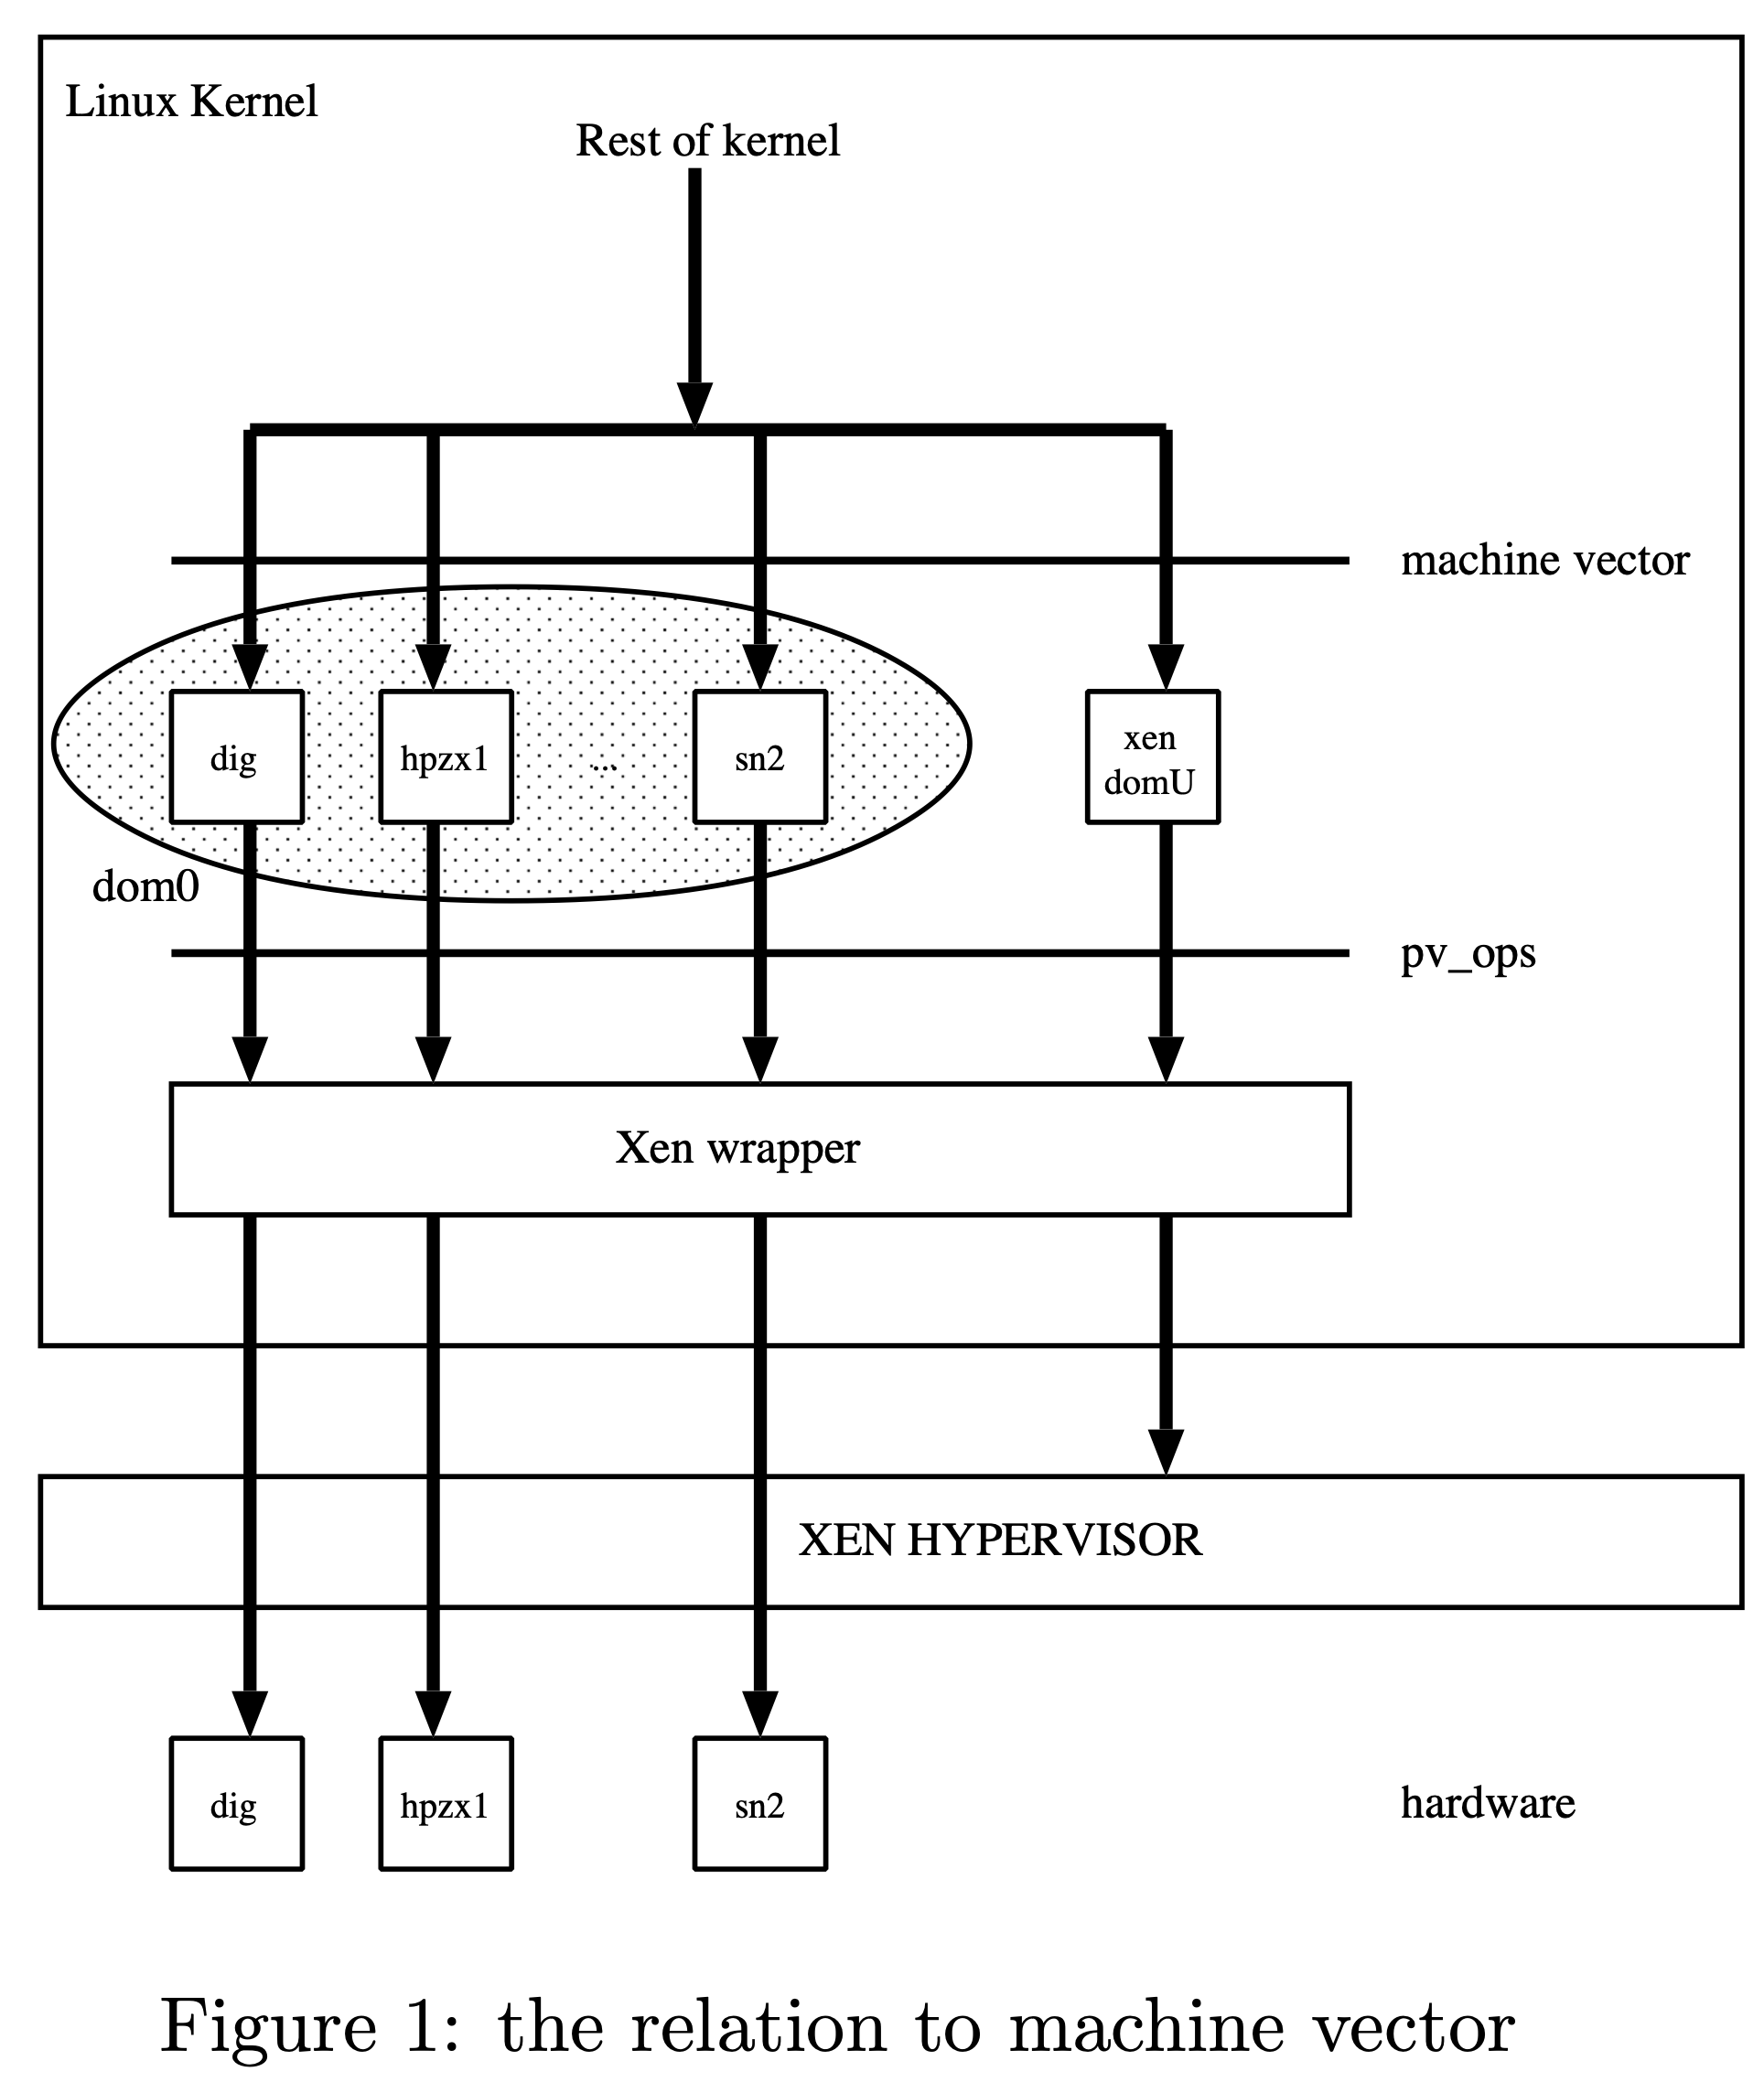 Linux Kernel
Rest of kernel
machine vector
dig
hpzx1
...
sn2
xen
domU
dom0
pv_ops
Xen wrapper
XEN HYPERVISOR
dig
hpzx1
sn2
hardware
Figure 1: the relation to machine vector